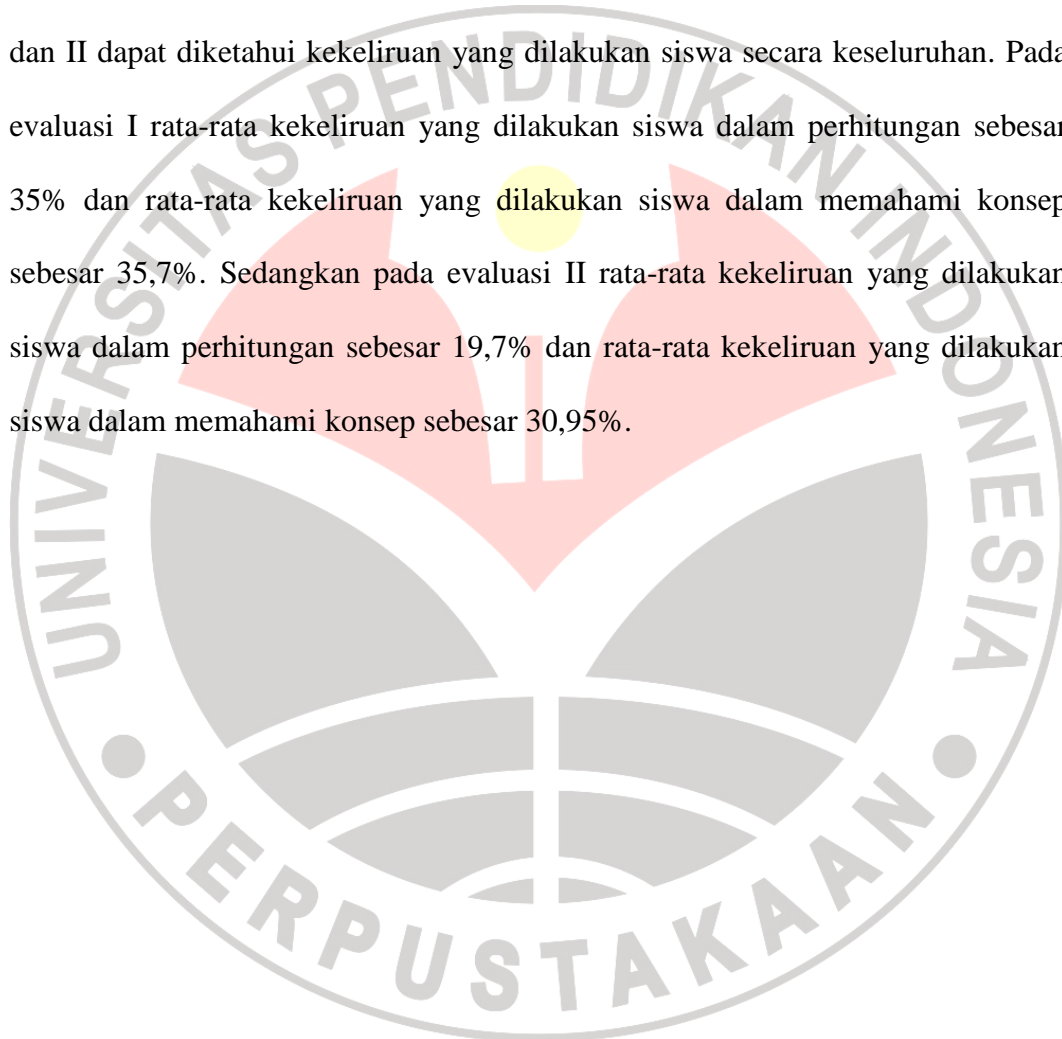 dan II dapat diketahui kekeliruan yang dilakukan siswa secara keseluruhan. Pada
evaluasi I rata-rata kekeliruan yang dilakukan siswa dalam perhitungan sebesar
35% dan rata-rata kekeliruan yang dilakukan siswa dalam memahami konsep
sebesar 35,7%. Sedangkan pada evaluasi II rata-rata kekeliruan yang dilakukan
siswa dalam perhitungan sebesar 19,7% dan rata-rata kekeliruan yang dilakukan
siswa dalam memahami konsep sebesar 30,95%.
UNIVERSITAS PENDIDIKAN INDONESIA
PERPUSTAKAAN